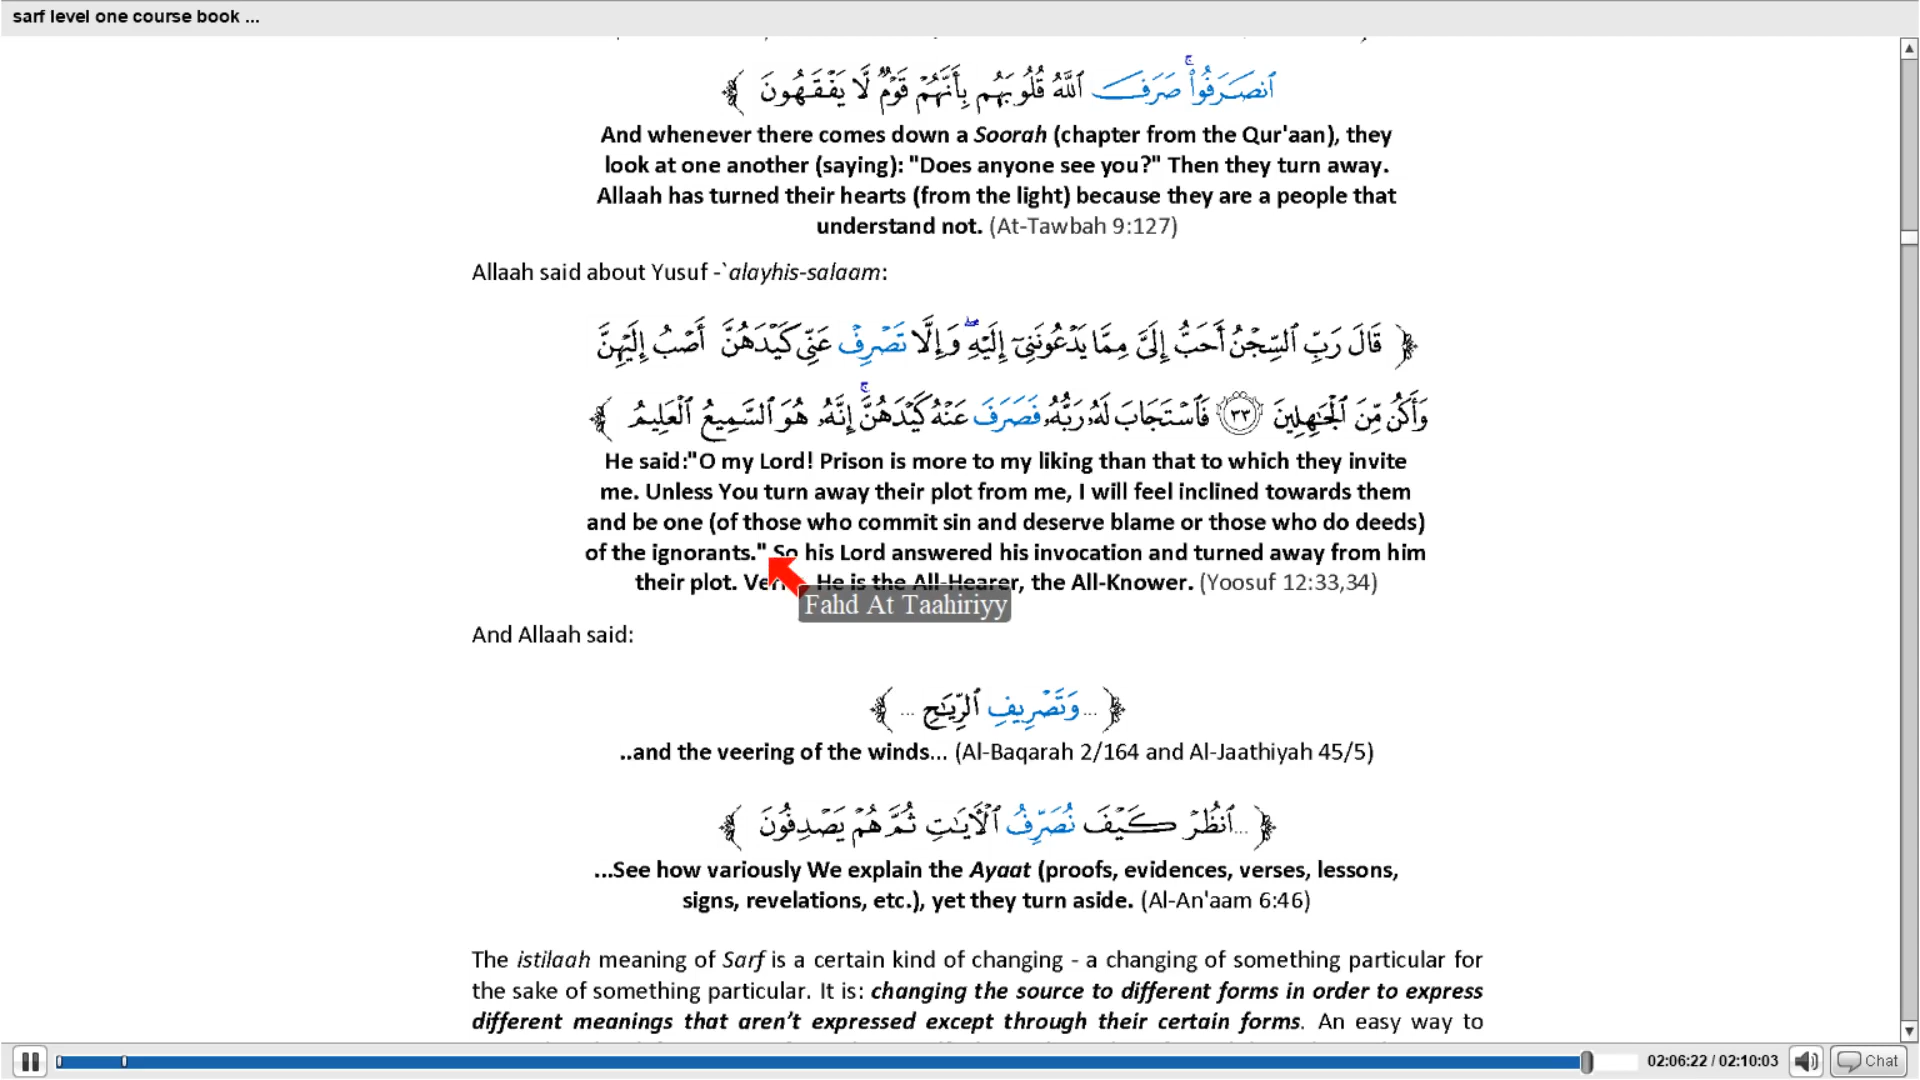 sarf level one course book ...
ٱنصَرَفُوا۟ ۚ صَرَفَ ٱللَّهُ قُلُوبَهُم بِأَنَّهُمْ قَوْمٌ لَّا يَفْقَهُونَ ﴾
And whenever there comes down a Soorah (chapter from the Qur'aan), they
look at one another (saying): "Does anyone see you?" Then they turn away.
Allaah has turned their hearts (from the light) because they are a people that
understand not. (At-Tawbah 9:127)
Allaah said about Yusuf -`alayhis-salaam:
﴿ قَالَ رَبِّ ٱلسِّجْنُ أَحَبُّ إِلَىَّ مِمَّا يَدْعُونَنِىٓ إِلَيْهِ ۖ وَإِلَّا تَصْرِفْ عَنِّى كَيْدَهُنَّ أَصْبُ إِلَيْهِنَّ
وَأَكُن مِّنَ ٱلْجَـٰهِلِينَ ٣٣ فَٱسْتَجَابَ لَهُۥ رَبُّهُۥ فَصَرَفَ عَنْهُ كَيْدَهُنَّ ۚ إِنَّهُۥ هُوَ ٱلسَّمِيعُ ٱلْعَلِيمُ ﴾
He said:"O my Lord! Prison is more to my liking than that to which they invite
me. Unless You turn away their plot from me, I will feel inclined towards them
and be one (of those who commit sin and deserve blame or those who do deeds)
of the ignorants." So his Lord answered his invocation and turned away from him
their plot. He is the All-Hearer, the All-Knower. (Yoosuf 12:33,34)
Fahd At Taahiriyy
And Allaah said:
﴿ ...وَتَصْرِيفِ ٱلرِّيَـٰحِ ... ﴾
..and the veering of the winds... (Al-Baqarah 2/164 and Al-Jaathiyah 45/5)
﴿ ...ٱنظُرْ كَيْفَ نُصَرِّفُ ٱلْـَٔايَـٰتِ ثُمَّ هُمْ يَصْدِفُونَ ﴾
...See how variously We explain the Ayaat (proofs, evidences, verses, lessons,
signs, revelations, etc.), yet they turn aside. (Al-An'aam 6:46)
The istilaah meaning of Sarf is a certain kind of changing - a changing of something particular for
the sake of something particular. It is: changing the source to different forms in order to express
different meanings that aren't expressed except through their certain forms. An easy way to
02:06:22 / 02:10:03
Chat